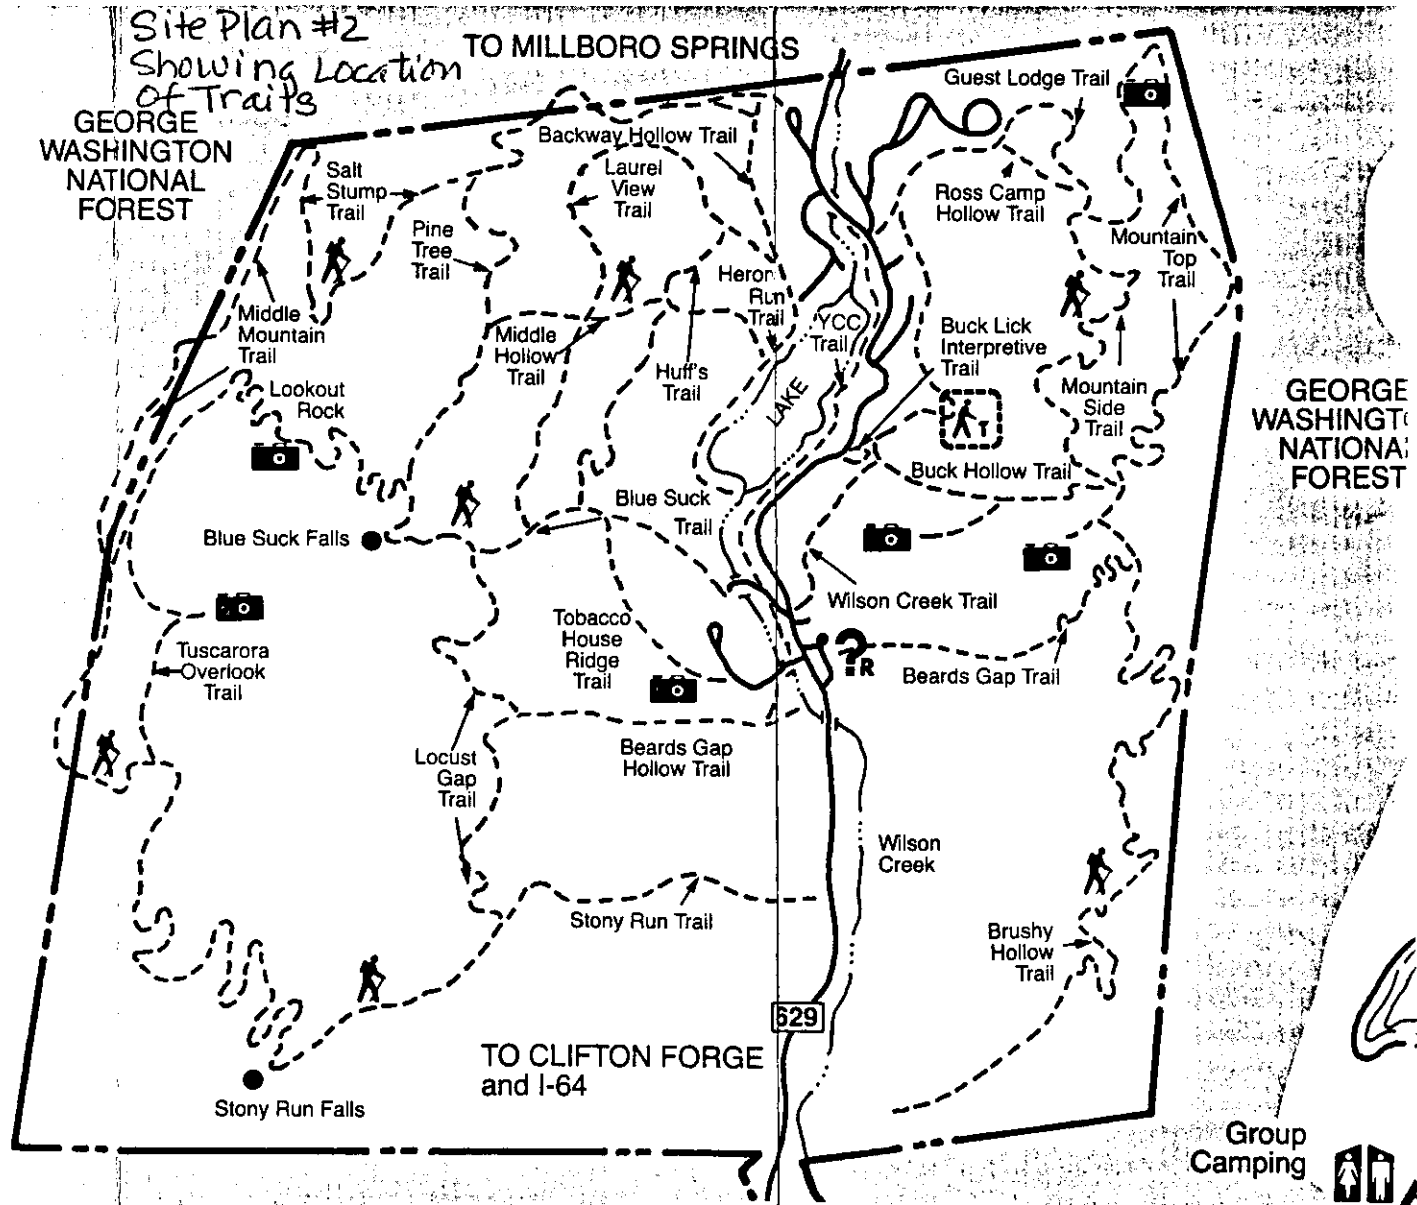 Site Plan #2
Showing Location
Of Trails
TO MILLBORO SPRINGS
GEORGE
WASHINGTON
NATIONAL
FOREST
Guest Lodge Trail
Backway Hollow Trail
Salt
Stump
Trail
Laurel
View
Trail
Ross Camp
Hollow Trail
Pine
Tree
Trail
Mountain
Top
Trail
Heron
Run
Trail
Middle
Mountain
Trail
Middle
Hollow
Trail
YCC
Trail
Buck Lick
Interpretive
Trail
Huff's
Trail
Lookout
Rock
LAKE
Mountain
Side
Trail
GEORGE
WASHINGTO
NATIONAL
FOREST
T
Buck Hollow Trail
Blue Suck
Trail
Blue Suck Falls
Wilson Creek Trail
Tobacco
House
Ridge
Trail
Tuscarora
Overlook
Trail
?
R
Beards Gap Trail
Locust
Gap
Trail
Beards Gap
Hollow Trail
Wilson
Creek
Stony Run Trail
Brushy
Hollow
Trail
629
TO CLIFTON FORGE
and I-64
Stony Run Falls
Group
Camping